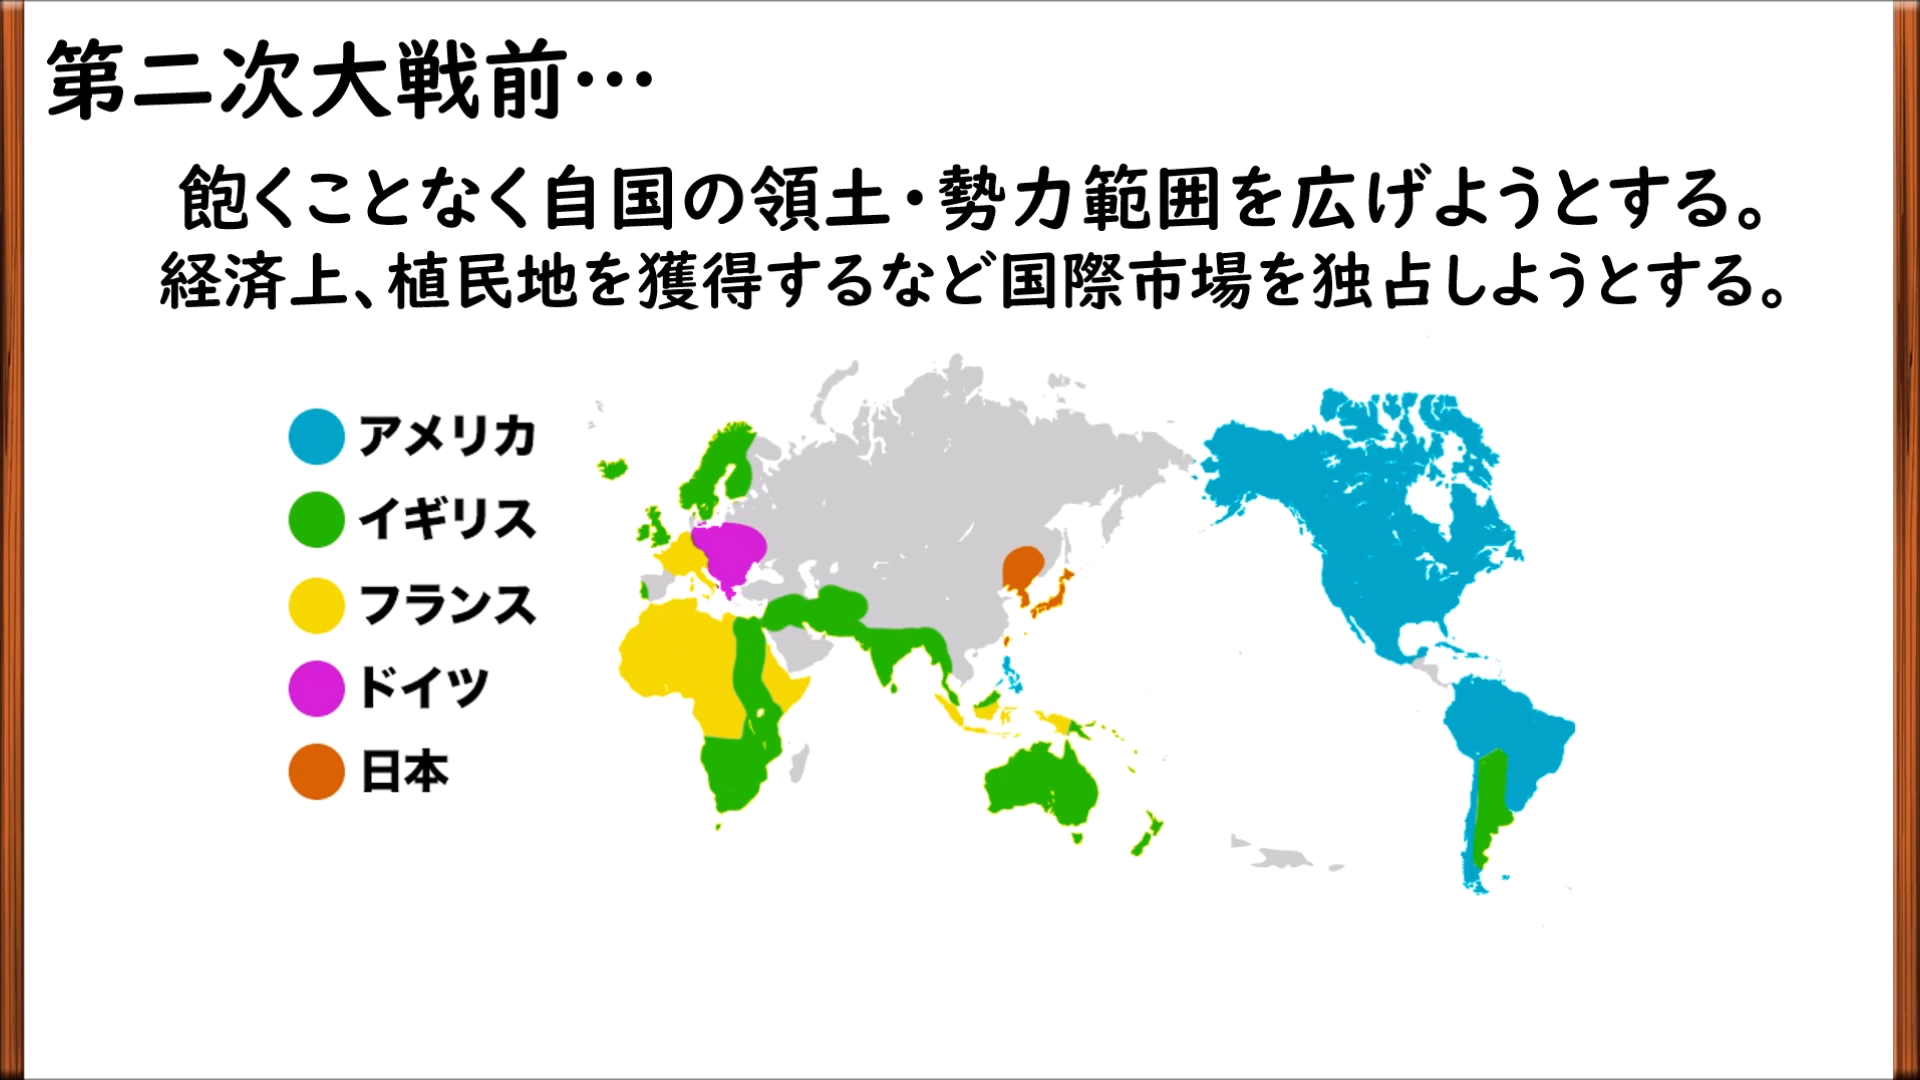 第二次大戦前…
飽くことなく自国の領土・勢力範囲を広げようとする。
経済上、植民地を獲得するなど国際市場を独占しようとする。
アメリカ
イギリス
フランス
ドイツ
日本